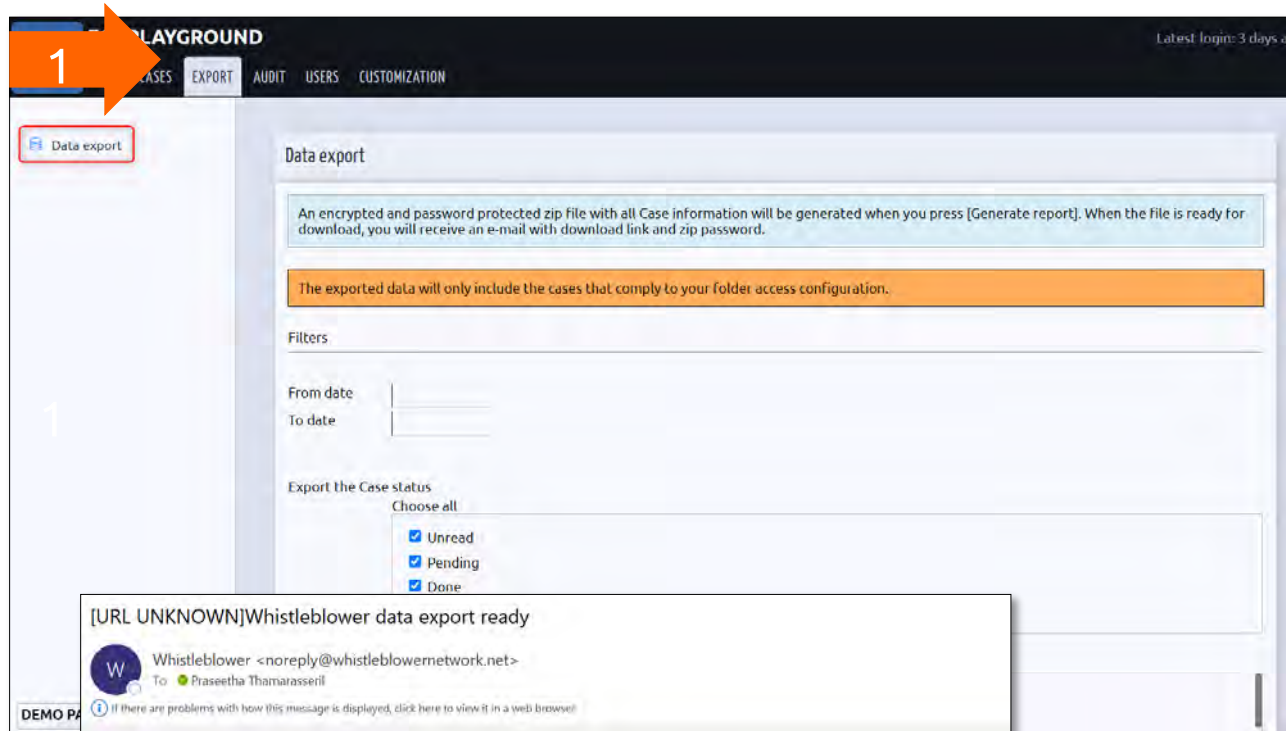 LAYGROUND
Latest login: 3 days a
1
CASES EXPORT AUDIT USERS CUSTOMIZATION
Data export
Data export
An encrypted and password protected zip file with all Case information will be generated when you press [Generate report]. When the file is ready for
download, you will receive an e-mail with download link and zip password.
The exported data will only include the cases that comply to your folder access configuration.
Filters
From date
1
To date
Export the Case status
Choose all
Unread
Pending
Done
[URL UNKNOWN]Whistleblower data export ready
W
Whistleblower <noreply@whistleblowernetwork.net>
To Praseetha Thamarasseril
If there are problems with how this message is displayed, click here to view it in a web browser.
DEMO PA